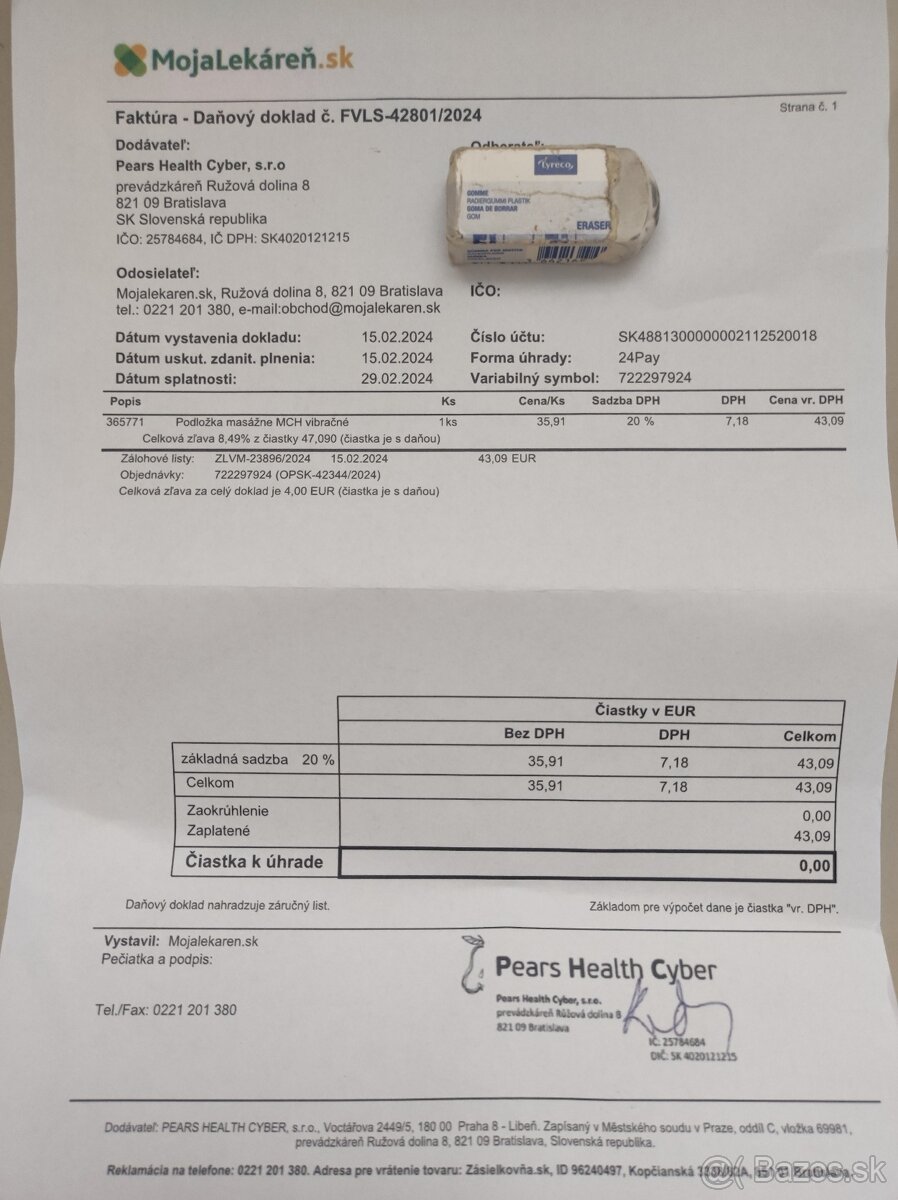 MojaLekáreň.sk
Strana č. 1
Faktúra - Daňový doklad č. FVLS-42801/2024
Dodávateľ:
Odberateľ:
Pears Health Cyber, s.r.o
prevádzkáreň Ružová dolina 8
821 09 Bratislava
SK Slovenská republika
IČO: 25784684, IČ DPH: SK4020121215
Lyreco
GOMME
RADIERGUMMI PLASTIK
GOMA DE BORRAR
GOM
ERASER
Odosielateľ:
Mojalekaren.sk, Ružová dolina 8, 821 09 Bratislava
IČO:
tel.: 0221 201 380, e-mail:obchod@mojalekaren.sk
Dátum vystavenia dokladu: 15.02.2024 Číslo účtu: SK4881300000002112520018
Dátum uskut. zdanit. plnenia: 15.02.2024 Forma úhrady: 24Pay
Dátum splatnosti: 29.02.2024 Variabilný symbol: 722297924
Popis Ks Cena/Ks Sadzba DPH DPH Cena vr. DPH
365771 Podložka masážne MCH vibračné 1ks 35,91 20 % 7,18 43,09
Celková zľava 8,49% z čiastky 47,090 (čiastka je s daňou)
Zálohové listy: ZLVM-23896/2024 15.02.2024 43,09 EUR
Objednávky: 722297924 (OPSK-42344/2024)
Celková zľava za celý doklad je 4,00 EUR (čiastka je s daňou)
Čiastky v EUR
Bez DPH DPH Celkom
základná sadzba 20 % 35,91 7,18 43,09
Celkom 35,91 7,18 43,09
Zaokrúhlenie 0,00
Zaplatené 43,09
Čiastka k úhrade 0,00
Daňový doklad nahradzuje záručný list.
Základom pre výpočet dane je čiastka "vr. DPH".
Vystavil: Mojalekaren.sk
Pečiatka a podpis:
Pears Health Cyber
Pears Health Cyber, s.r.o.
prevádzkáreň Růžová dolina 8
821 09 Bratislava
Tel./Fax: 0221 201 380
IČ: 25784684
DIČ: SK 4020121215
Dodávateľ: PEARS HEALTH CYBER, s.r.o., Voctářova 2449/5, 180 00 Praha 8 - Libeň. Zapísaný v Městského soudu v Praze, oddíl C, vložka 69981,
prevádzkáreň Ružová dolina 8, 821 09 Bratislava, Slovenská republika.
Reklamácia na telefone: 0221 201 380. Adresa pre vrátenie tovaru: Zásielkovňa.sk, ID 96240497, Kopčianská Bratislava.
Bazos.sk